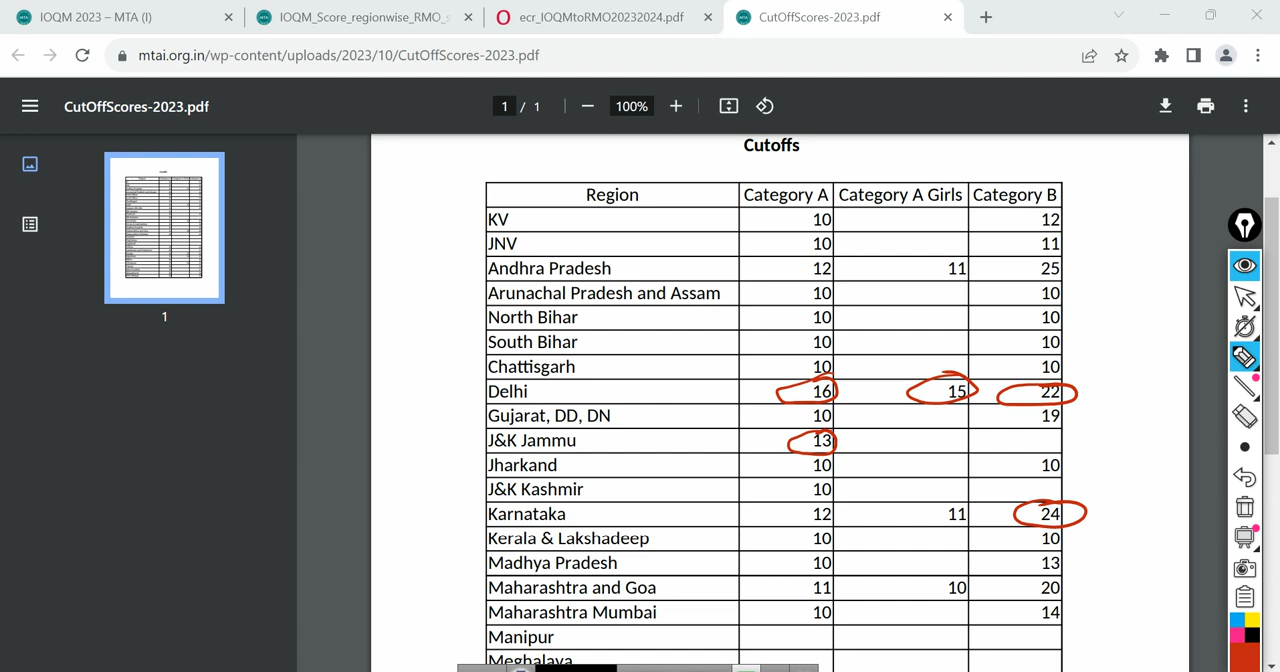 IOQM 2023 – MTA (I)
IOQM_Score_regionwise_RMO_s
ecr_IOQMtoRMO20232024.pdf
CutOffScores-2023.pdf
mtai.org.in/wp-content/uploads/2023/10/CutOffScores-2023.pdf
CutOffScores-2023.pdf
1 / 1
100%
1
Cutoffs
Region Category A Category A Girls Category B
KV 10 12
JNV 10 11
Andhra Pradesh 12 11 25
Arunachal Pradesh and Assam 10 10
North Bihar 10 10
South Bihar 10 10
Chattisgarh 10 10
Delhi 16 15 22
Gujarat, DD, DN 10 19
J&K Jammu 13
Jharkand 10 10
J&K Kashmir 10
Karnataka 12 11 24
Kerala & Lakshadeep 10 10
Madhya Pradesh 10 13
Maharashtra and Goa 11 10 20
Maharashtra Mumbai 10 14
Manipur
Meghalaya